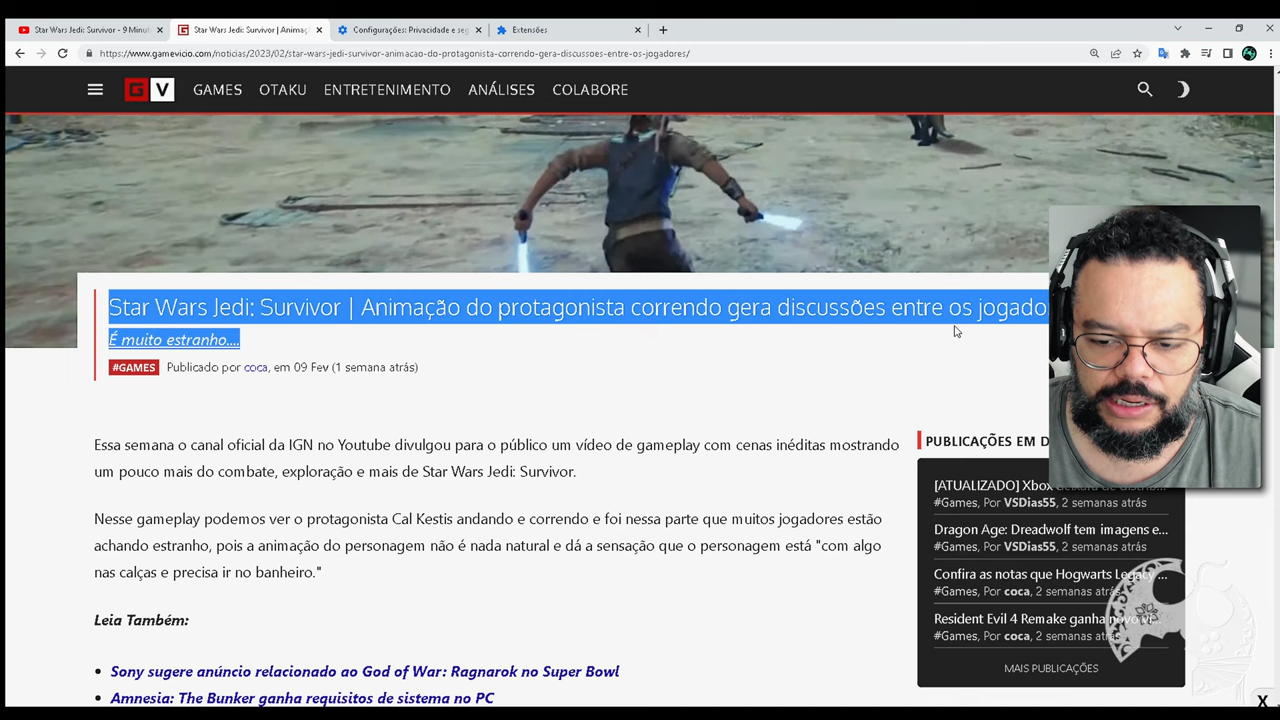 Star Wars Jedi: Survivor - 9 Minut
Star Wars Jedi: Survivor | Animaç
Configurações: Privacidade e seg
Extensões
https://www.gamevicio.com/noticias/2023/02/star-wars-jedi-survivor-animacao-do-protagonista-correndo-gera-discussoes-entre-os-jogadores/
G V GAMES OTAKU ENTRETENIMENTO ANÁLISES COLABORE
Star Wars Jedi: Survivor | Animação do protagonista correndo gera discussões entre os jogado
É muito estranho....
#GAMES Publicado por coca, em 09 Fev (1 semana atrás)
Essa semana o canal oficial da IGN no Youtube divulgou para o público um vídeo de gameplay com cenas inéditas mostrando
um pouco mais do combate, exploração e mais de Star Wars Jedi: Survivor.
Nesse gameplay podemos ver o protagonista Cal Kestis andando e correndo e foi nessa parte que muitos jogadores estão
achando estranho, pois a animação do personagem não é nada natural e dá a sensação que o personagem está "com algo
nas calças e precisa ir no banheiro."
Leia Também:
• Sony sugere anúncio relacionado ao God of War: Ragnarok no Super Bowl
• Amnesia: The Bunker ganha requisitos de sistema no PC
PUBLICAÇÕES EM D
[ATUALIZADO] Xbox
#Games, Por VSDias55, 2 semanas atrás
Dragon Age: Dreadwolf tem imagens e...
#Games, Por VSDias55, 2 semanas atrás
Confira as notas que Hogwarts Legacy ...
#Games, Por coca, 2 semanas atrás
Resident Evil 4 Remake ganha novo
#Games, Por coca, 2 semanas atrás
MAIS PUBLICAÇÕES
X